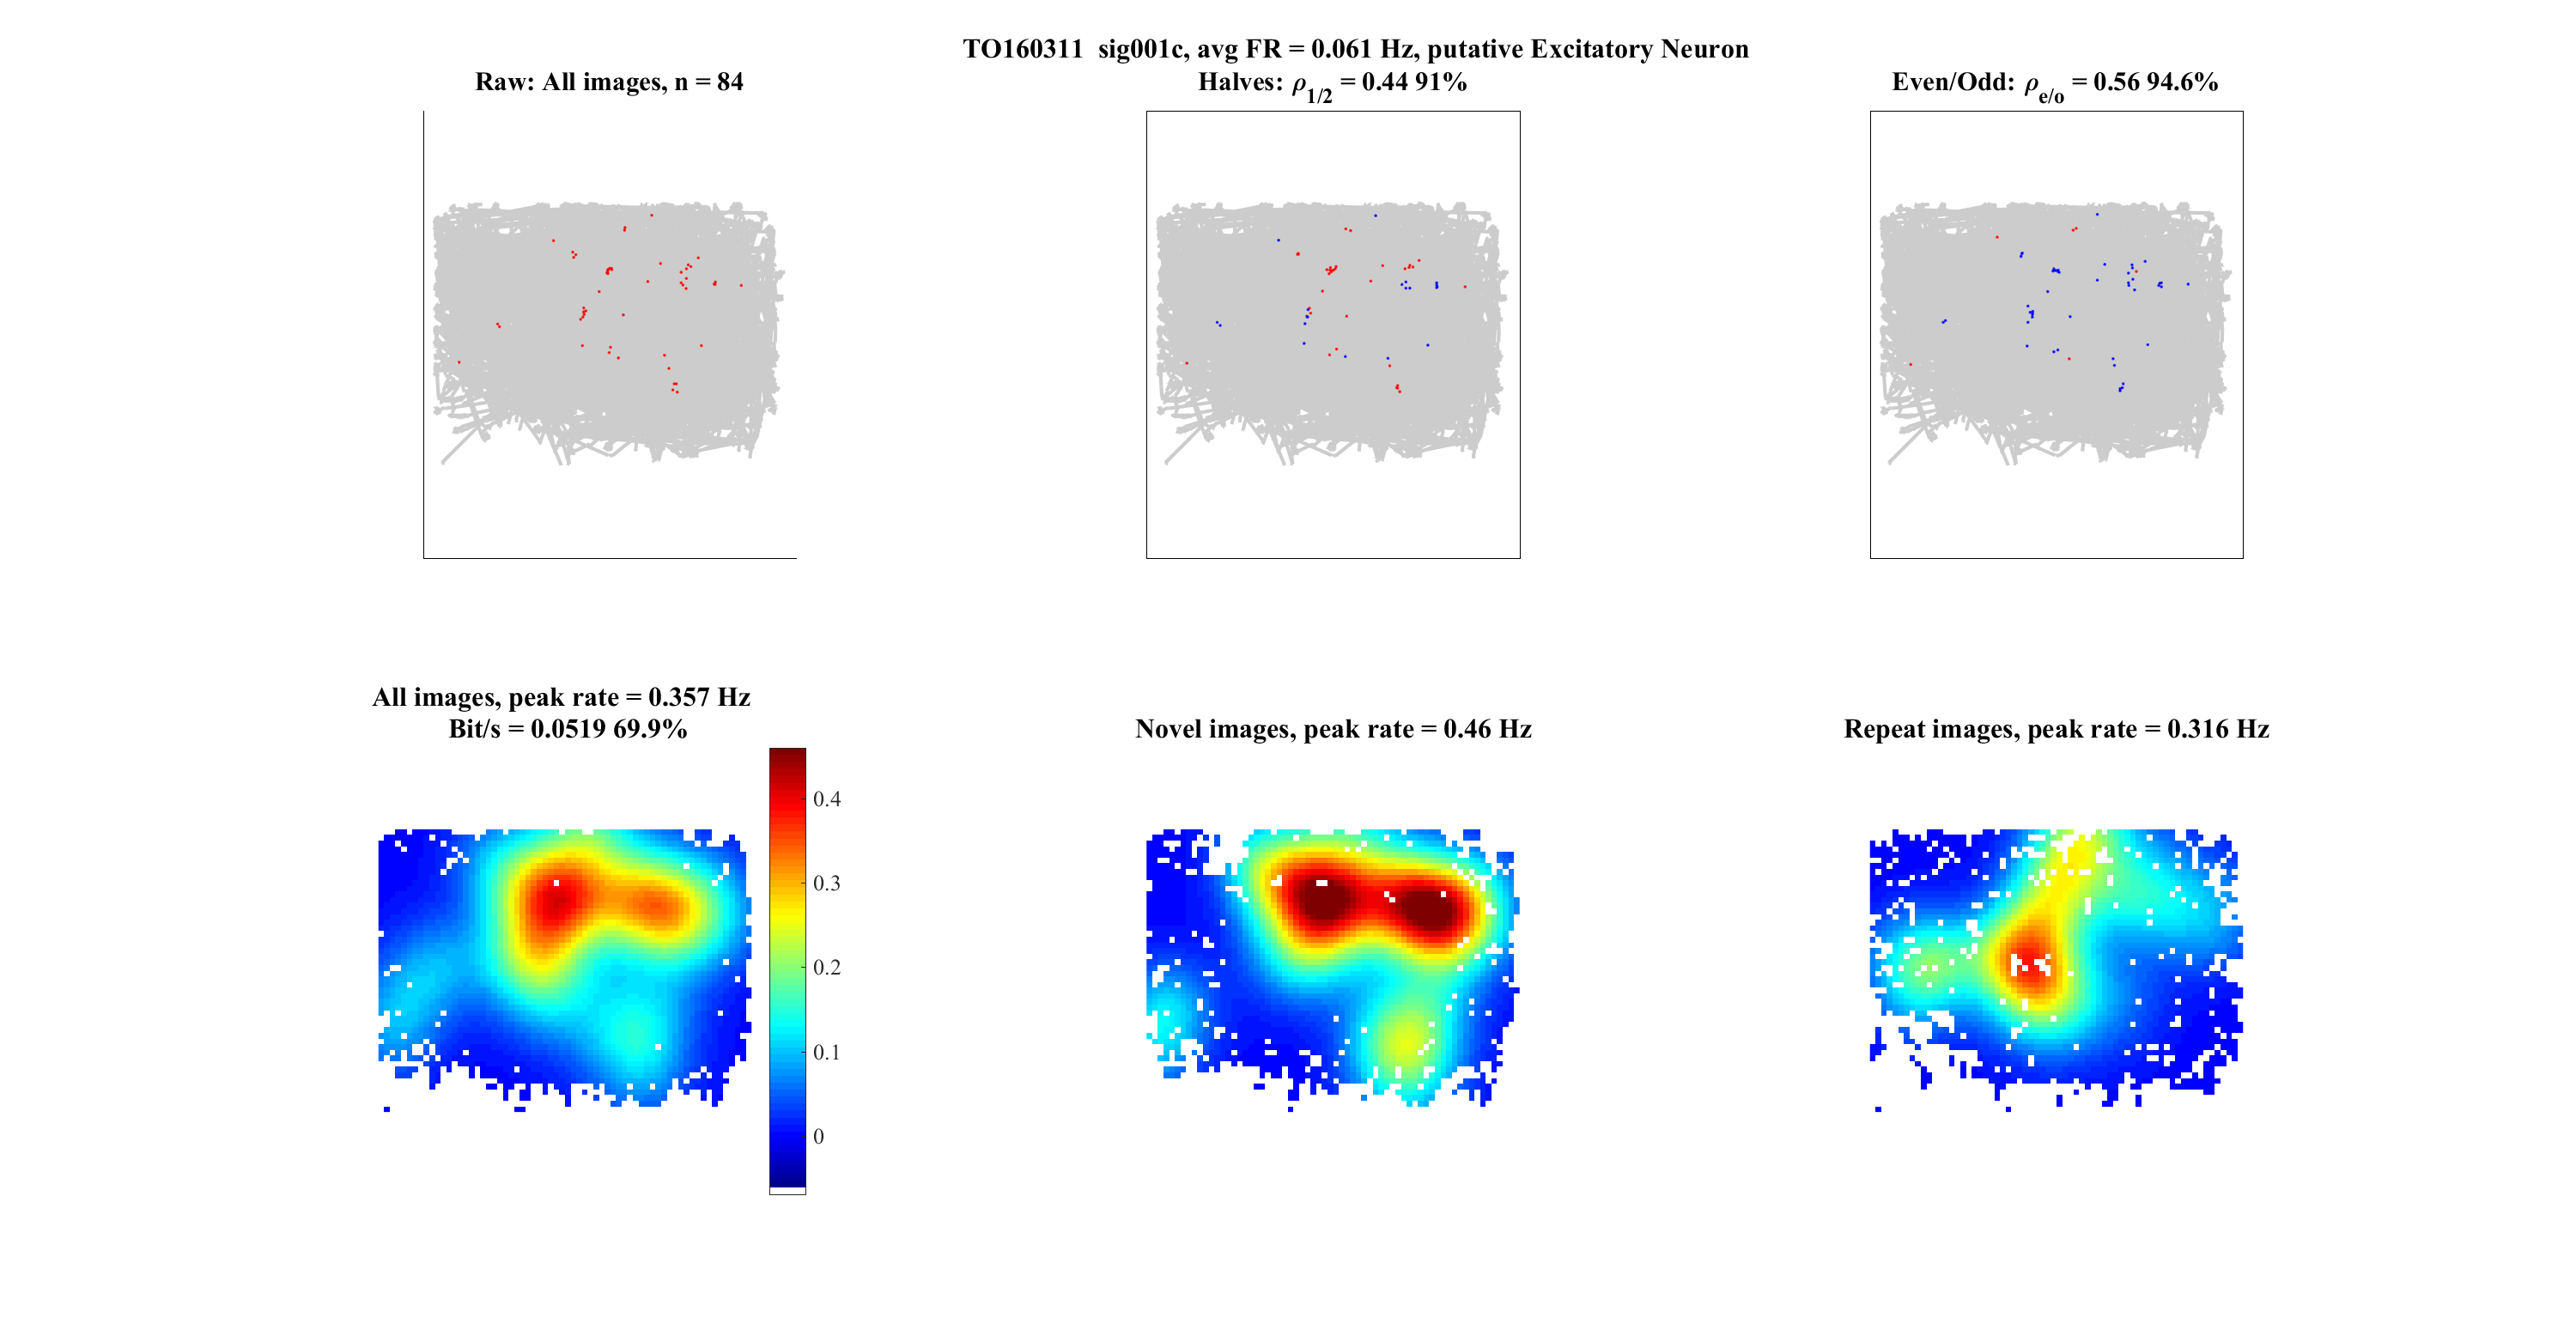 TO160311 sig001c, avg FR = 0.061 Hz, putative Excitatory Neuron
Raw: All images, n = 84
Halves: ρ1/2 = 0.44 91%
Even/Odd: ρe/o = 0.56 94.6%
All images, peak rate = 0.357 Hz
Bit/s = 0.0519 69.9%
Novel images, peak rate = 0.46 Hz
Repeat images, peak rate = 0.316 Hz
0.4
0.3
0.2
0.1
0